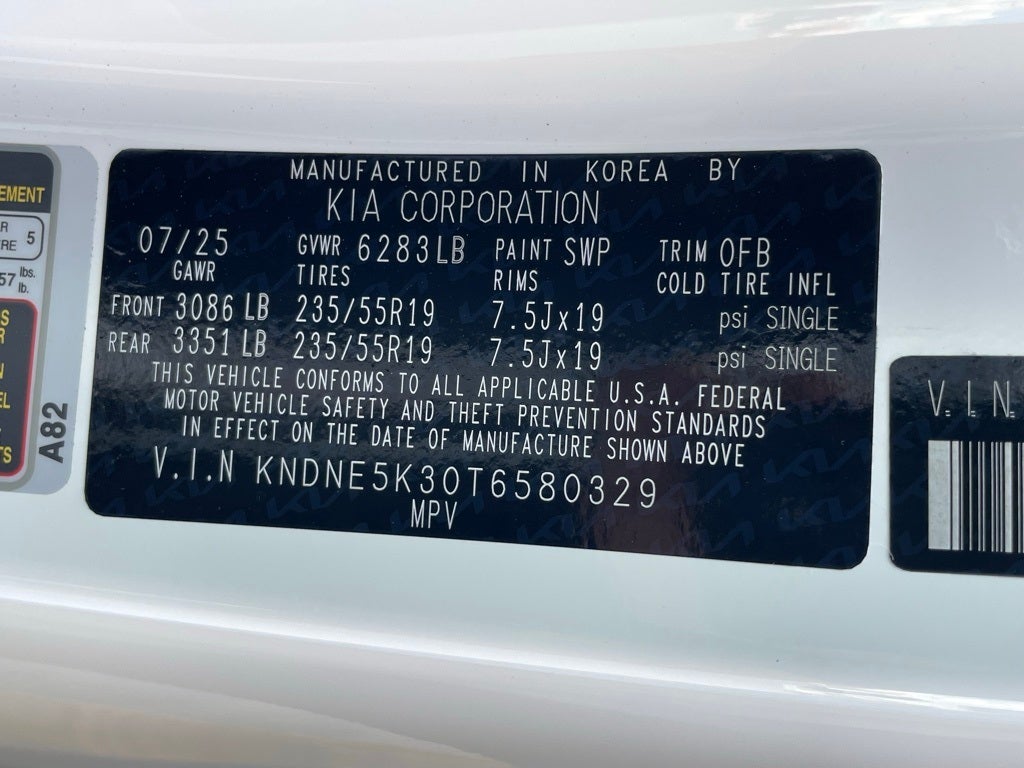 MANUFACTURED IN KOREA BY
KIA CORPORATION
07/25 GVWR 6283LB PAINT SWP TRIM OFB
GAWR TIRES RIMS COLD TIRE INFL
FRONT 3086 LB 235/55R19 7.5Jx19 psi SINGLE
REAR 3351 LB 235/55R19 7.5Jx19 psi SINGLE
THIS VEHICLE CONFORMS TO ALL APPLICABLE U.S.A. FEDERAL
MOTOR VEHICLE SAFETY AND THEFT PREVENTION STANDARDS
IN EFFECT ON THE DATE OF MANUFACTURE SHOWN ABOVE
V.I.N KNDNE5K30T6580329
MPV
EMENT
5
57 lbs.
lb.
A82
V.I.N